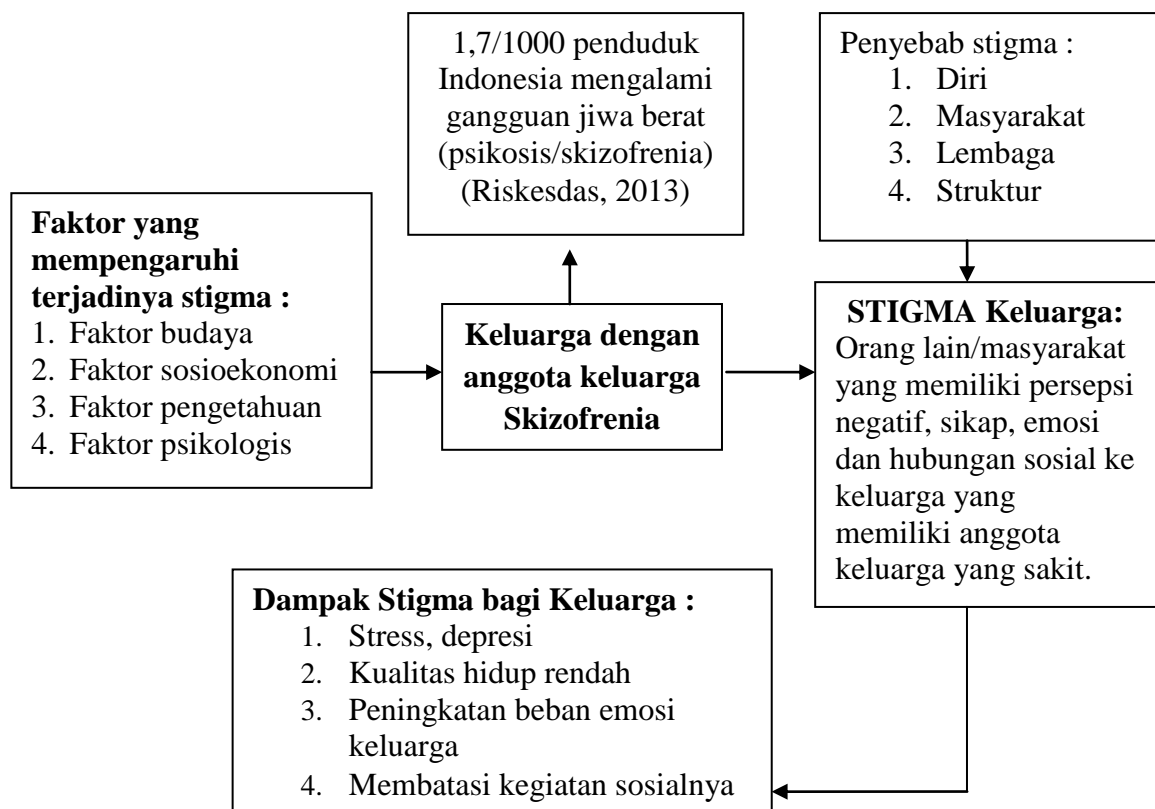 1,7/1000 penduduk
Indonesia mengalami
gangguan jiwa berat
(psikosis/skizofrenia)
(Riskesdas, 2013)
Penyebab stigma :
1. Diri
2. Masyarakat
3. Lembaga
4. Struktur
Faktor yang
mempengaruhi
terjadinya stigma :
1. Faktor budaya
2. Faktor sosioekonomi
3. Faktor pengetahuan
4. Faktor psikologis
Keluarga dengan
anggota keluarga
Skizofrenia
STIGMA Keluarga:
Orang lain/masyarakat
yang memiliki persepsi
negatif, sikap, emosi
dan hubungan sosial ke
keluarga yang
memiliki anggota
keluarga yang sakit.
Dampak Stigma bagi Keluarga :
1. Stress, depresi
2. Kualitas hidup rendah
3. Peningkatan beban emosi
keluarga
4. Membatasi kegiatan sosialnya